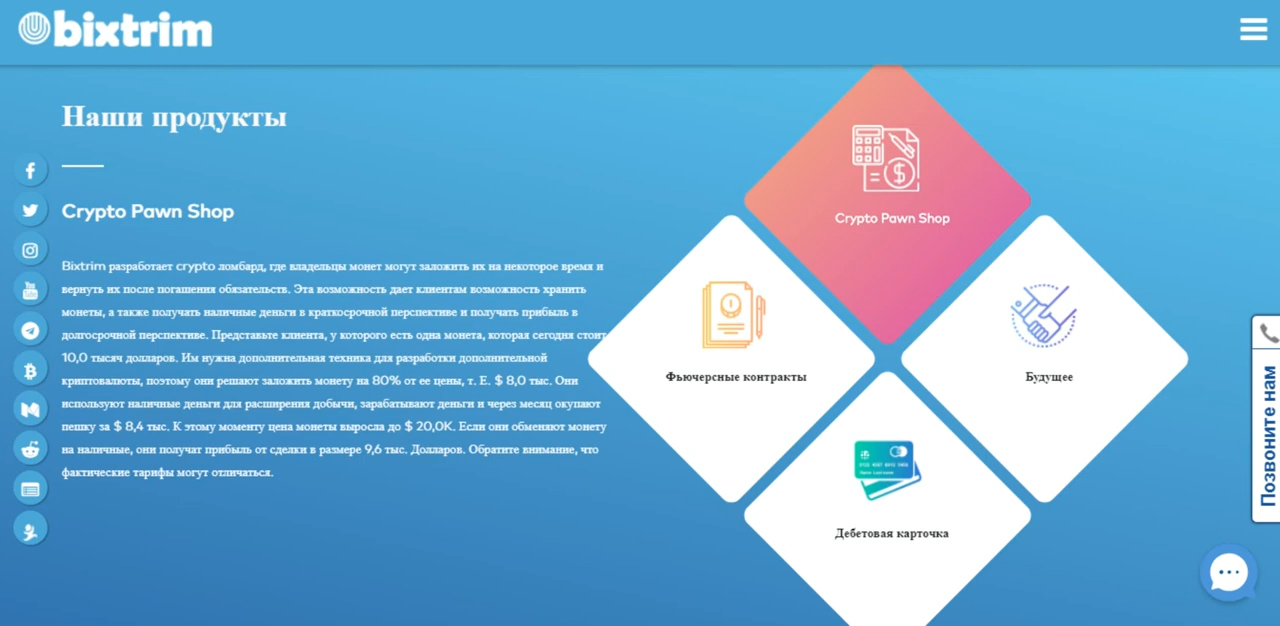 bixtrim
Наши продукты
Crypto Pawn Shop
Bixtrim разработает crypto ломбард, где владельцы монет могут заложить их на некоторое время и
вернуть их после погашения обязательств. Эта возможность дает клиентам возможность хранить
монеты, а также получать наличные деньги в краткосрочной перспективе и получать прибыль в
долгосрочной перспективе. Представьте клиента, у которого есть одна монета, которая сегодня стоит
10,0 тысяч долларов. Им нужна дополнительная техника для разработки дополнительной
криптовалюты, поэтому они решают заложить монету на 80% от ее цены, т. Е. $ 8,0 тыс. Они
используют наличные деньги для расширения добычи, зарабатывают деньги и через месяц окупают
пешку за $ 8,4 тыс. К этому моменту цена монеты выросла до $ 20,0K. Если они обменяют монету
на наличные, они получат прибыль от сделки в размере 9,6 тыс. Долларов. Обратите внимание, что
фактические тарифы могут отличаться.
Crypto Pawn Shop
Фьючерсные контракты
Будущее
Дебетовая карточка
Позвоните нам